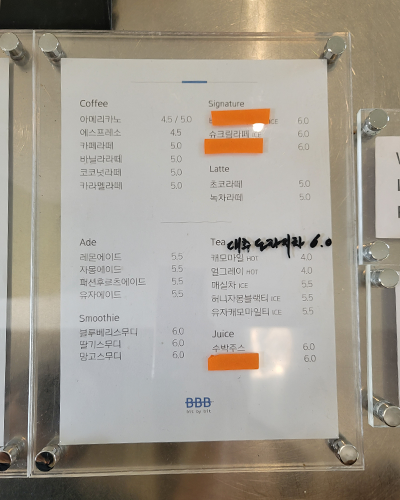 Coffee
아메리카노 4.5 / 5.0
에스프레소 4.5
카페라떼 5.0
바닐라라떼 5.0
코코넛라떼 5.0
카라멜라떼 5.0
Signature
ICE 6.0
슈크림라떼 ICE 6.0
6.0
Latte
초코라떼 5.0
녹차라떼 5.0
Ade
레몬에이드 5.5
자몽에이드 5.5
패션후르츠에이드 5.5
유자에이드 5.5
Smoothie
블루베리스무디 6.0
딸기스무디 6.0
망고스무디 6.0
Tea 대추 도라지차 6.0
캐모마일 HOT 4.0
얼그레이 HOT 4.0
매실차 ICE 5.5
허니자몽블랙티 ICE 5.5
유자캐모마일티 ICE 5.5
Juice
수박주스 6.0
6.0
BBB